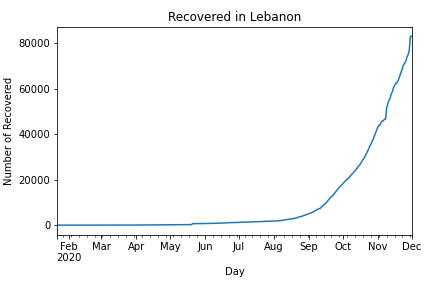 Recovered in Lebanon
Number of Recovered
80000
60000
40000
20000
0
Feb Mar Apr May Jun Jul Aug Sep Oct Nov Dec
2020
Day